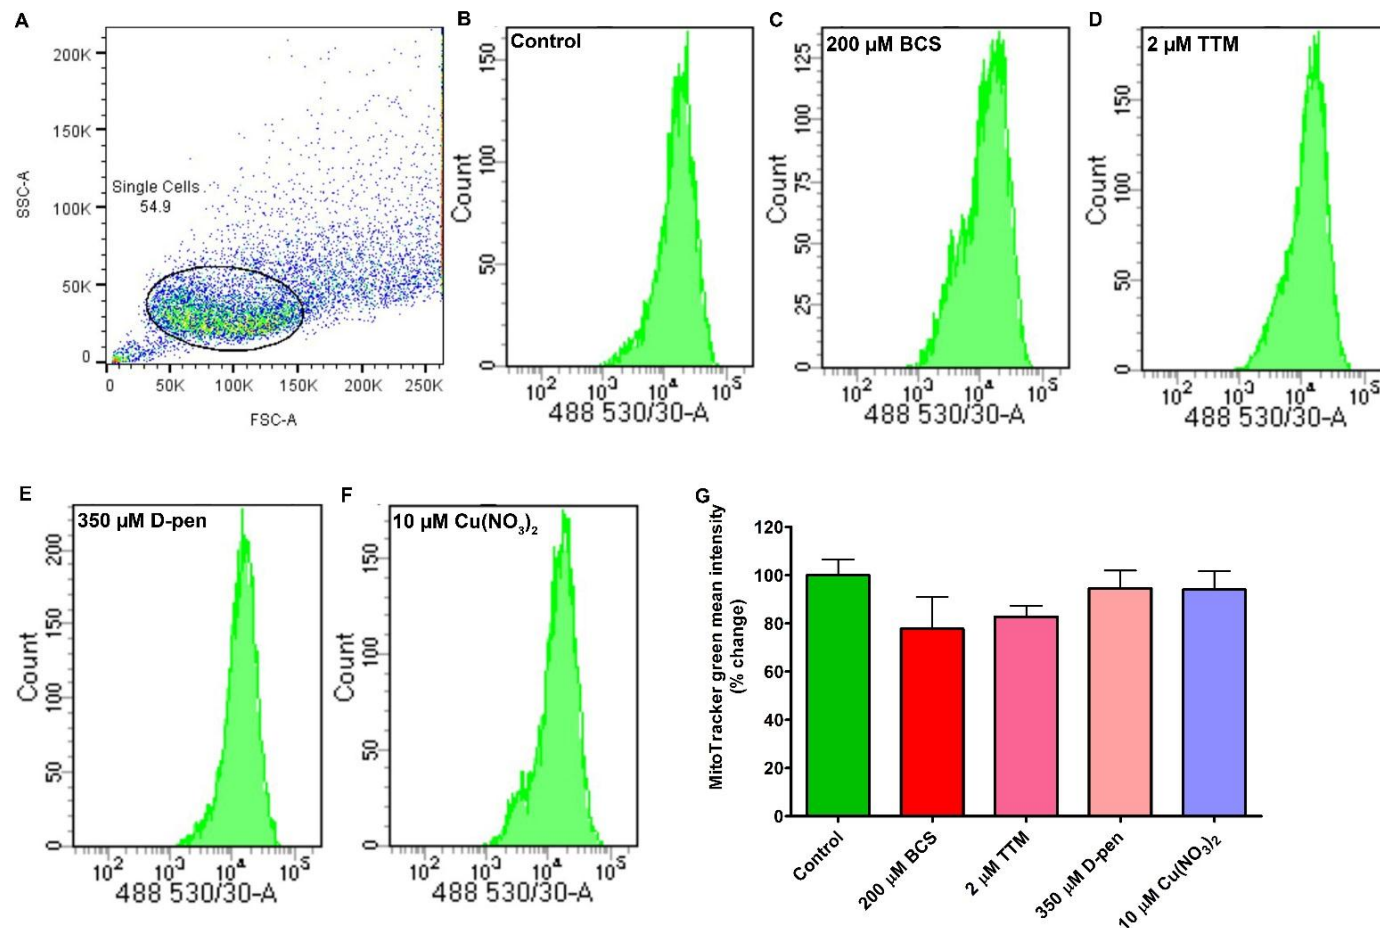 A
200K
150K
100K
50K
0
SSC-A
Single Cells
54.9
0 50K 100K 150K 200K 250K
FSC-A
B
Control
150
100
50
0
Count
10² 10³ 10⁴ 10⁵
488 530/30-A
C
200 µM BCS
125
100
75
50
25
0
Count
10² 10³ 10⁴ 10⁵
488 530/30-A
D
2 µM TTM
150
100
50
0
Count
10² 10³ 10⁴ 10⁵
488 530/30-A
E
350 µM D-pen
200
150
100
50
0
Count
10² 10³ 10⁴ 10⁵
488 530/30-A
F
10 µM Cu(NO₃)₂
150
100
50
0
Count
10² 10³ 10⁴ 10⁵
488 530/30-A
G
MitoTracker green mean intensity
(% change)
120
100
80
60
40
20
0
Control
200 µM BCS
2 µM TTM
350 µM D-pen
10 µM Cu(NO₃)₂